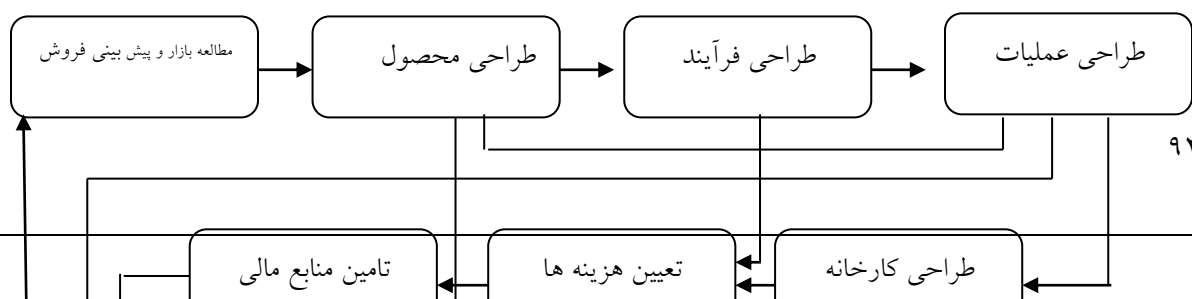 مطالعه بازار و پیش بینی فروش
طراحی محصول
طراحی فرآیند
طراحی عملیات
۹۷
طراحی کارخانه
تعیین هزینه ها
تامین منابع مالی